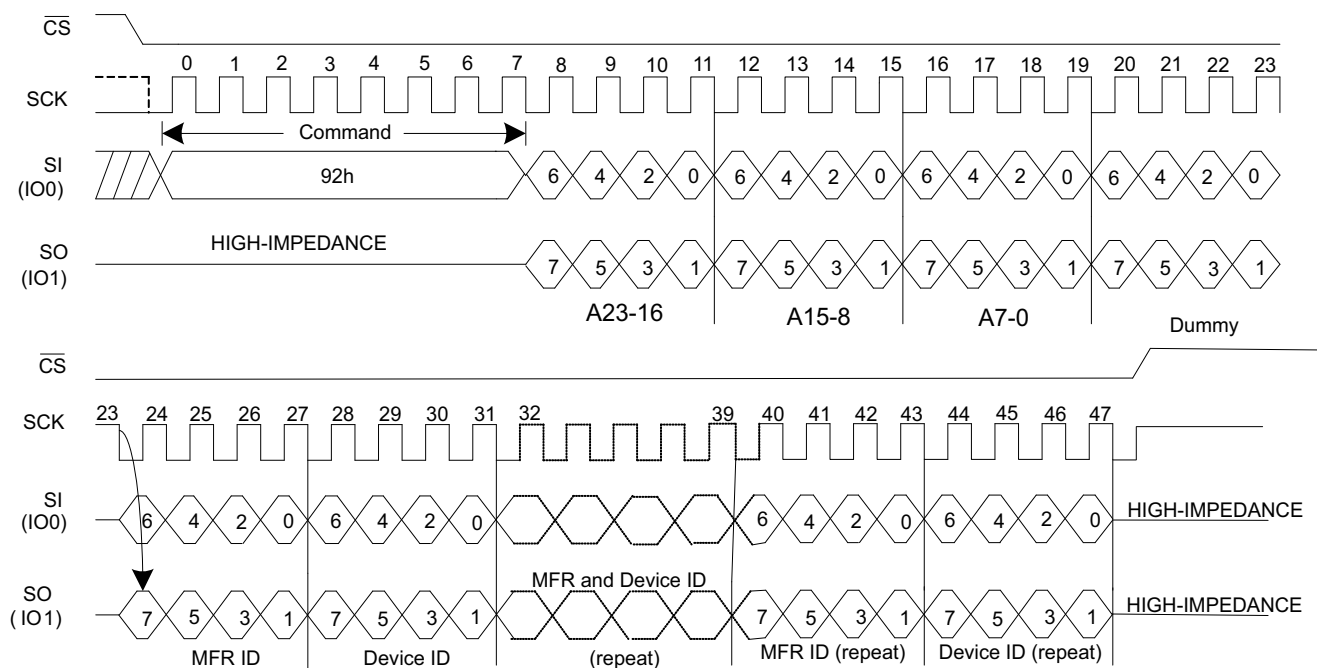 CS
0 1 2 3 4 5 6 7 8 9 10 11 12 13 14 15 16 17 18 19 20 21 22 23
SCK
Command
SI
(IO0)
92h
6 4 2 0 6 4 2 0 6 4 2 0 6 4 2 0
HIGH-IMPEDANCE
SO
(IO1)
7 5 3 1 7 5 3 1 7 5 3 1 7 5 3 1
A23-16 A15-8 A7-0 Dummy
CS
SCK
23 24 25 26 27 28 29 30 31 32 39 40 41 42 43 44 45 46 47
SI
(IO0)
6 4 2 0 6 4 2 0 6 4 2 0 6 4 2 0
HIGH-IMPEDANCE
MFR and Device ID
SO
( IO1)
7 5 3 1 7 5 3 1 7 5 3 1 7 5 3 1
HIGH-IMPEDANCE
MFR ID Device ID (repeat) MFR ID (repeat) Device ID (repeat)